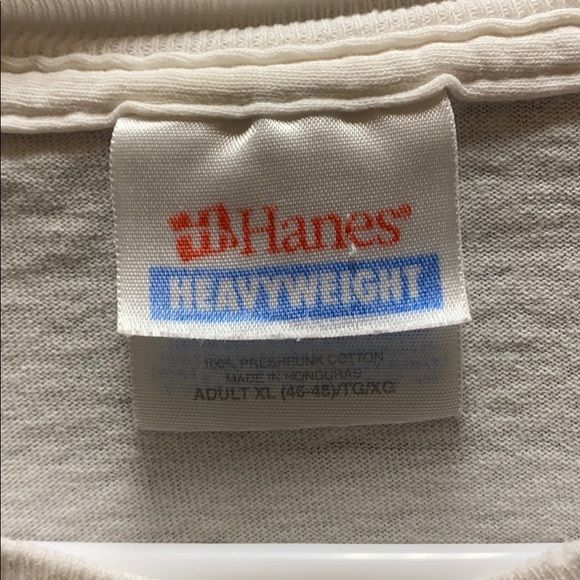 Hanes®
HEAVYWEIGHT
100% PRESHRUNK COTTON
MADE IN HONDURAS
ADULT XL (46-48)/TG/XG